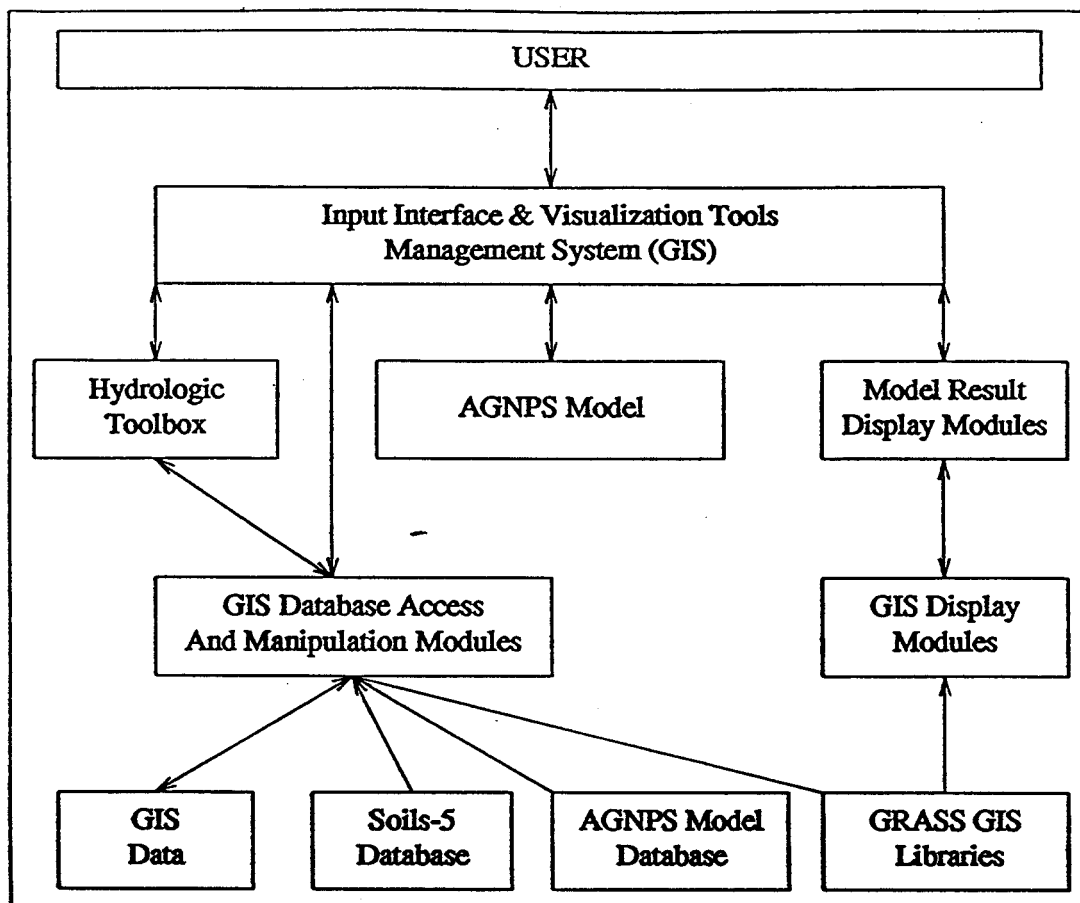 USER
Input Interface & Visualization Tools
Management System (GIS)
Hydrologic
Toolbox
AGNPS Model
Model Result
Display Modules
GIS Database Access
And Manipulation Modules
GIS Display
Modules
GIS
Data
Soils-5
Database
AGNPS Model
Database
GRASS GIS
Libraries